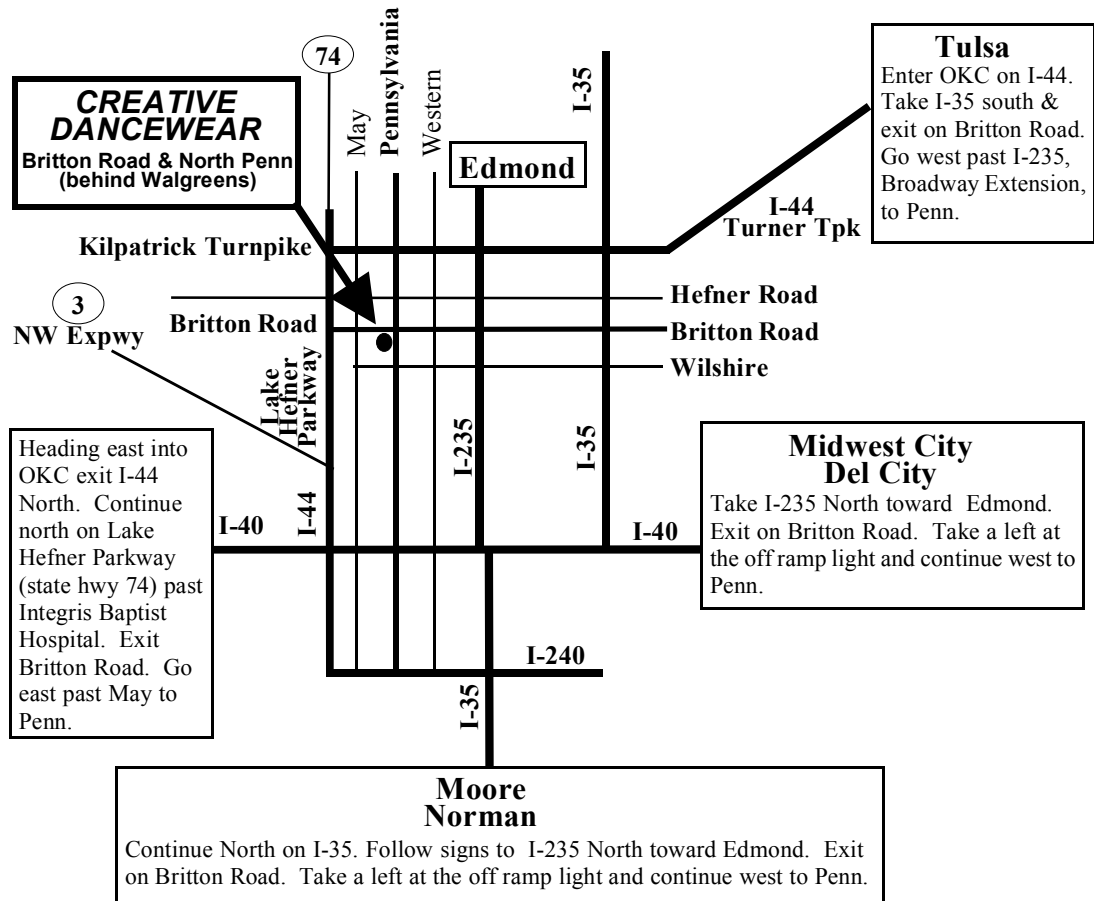 74
CREATIVE
DANCEWEAR
Britton Road & North Penn
(behind Walgreens)
May
Pennsylvania
Western
I-35
Edmond
Tulsa
Enter OKC on I-44.
Take I-35 south &
exit on Britton Road.
Go west past I-235,
Broadway Extension,
to Penn.
I-44
Turner Tpk
Kilpatrick Turnpike
3
NW Expwy
Hefner Road
Britton Road
Britton Road
Wilshire
Lake
Hefner
Parkway
I-235
I-35
Heading east into
OKC exit I-44
North. Continue
north on Lake
Hefner Parkway
(state hwy 74) past
Integris Baptist
Hospital. Exit
Britton Road. Go
east past May to
Penn.
I-44
I-40
I-40
Midwest City
Del City
Take I-235 North toward Edmond.
Exit on Britton Road. Take a left at
the off ramp light and continue west to
Penn.
I-240
I-35
Moore
Norman
Continue North on I-35. Follow signs to I-235 North toward Edmond. Exit
on Britton Road. Take a left at the off ramp light and continue west to Penn.